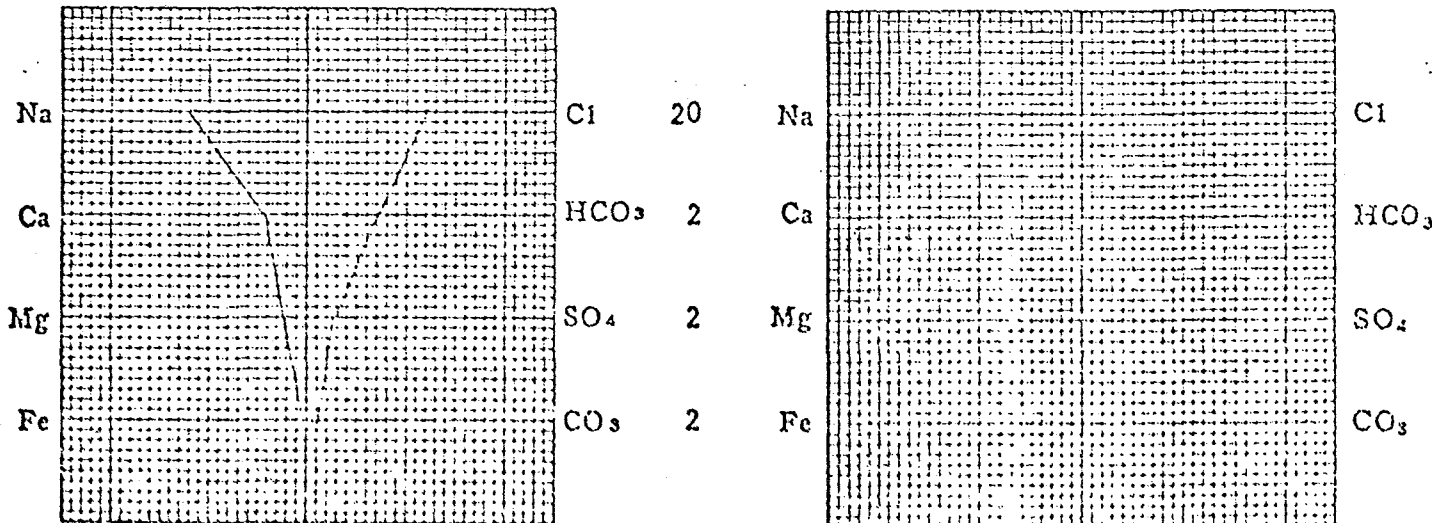 Na Cl 20 Na Cl
Ca HCO₃ 2 Ca HCO₃
Mg SO₄ 2 Mg SO₄
Fe CO₃ 2 Fe CO₃